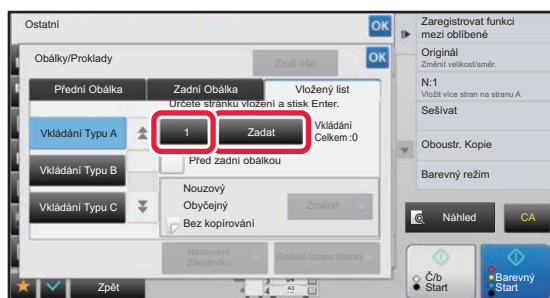 Ostatní
OK
Obálky/Proklady
Zruš vše
OK
Přední Obálka
Zadní Obálka
Vložený list
Určete stránku vložení a stisk Enter.
Vkládání Typu A
1
Zadat
Vkládání
Celkem :0
Před zadní obálkou
Vkládání Typu B
Nouzový
Vkládání Typu C
Obyčejný
Změnit
Bez kopírování
Nastavení
Zásobníku
Grafická Úprava Stránky
Zpět
4
A3
Zaregistrovat funkci
mezi oblíbené
Originál
Změnit velikost/směr.
N:1
Vložit více stran na stranu A
Sešívat
Oboustr. Kopie
Barevný režim
Náhled
CA
Č/b
Start
Barevný
Start